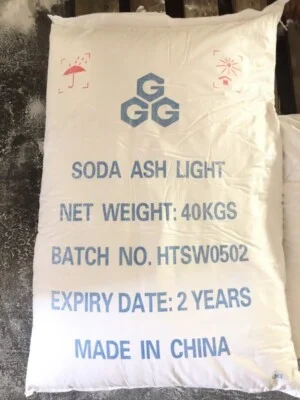 G
G G
SODA ASH LIGHT
NET WEIGHT: 40KGS
BATCH NO. HTSW0502
EXPIRY DATE: 2 YEARS
MADE IN CHINA